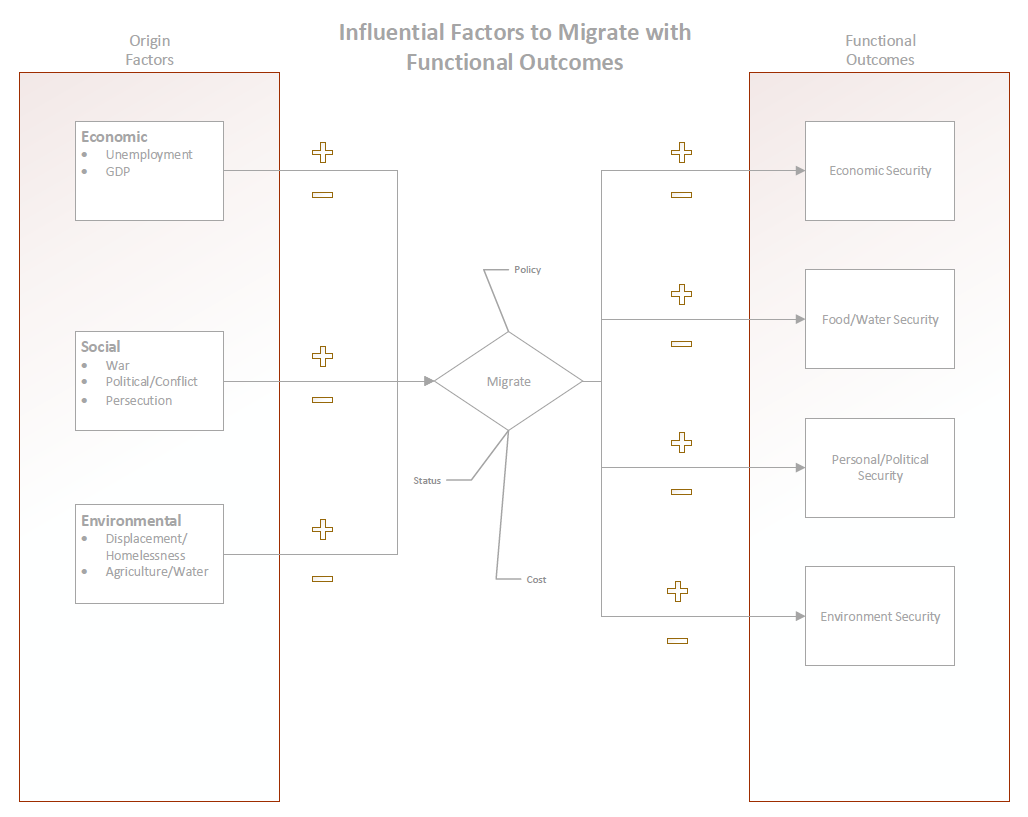 Influential Factors to Migrate with
Functional Outcomes
Origin
Factors
Functional
Outcomes
Economic
• Unemployment
• GDP
Social
• War
• Political/Conflict
• Persecution
Environmental
• Displacement/
Homelessness
• Agriculture/Water
Policy
Migrate
Status
Cost
Economic Security
Food/Water Security
Personal/Political
Security
Environment Security